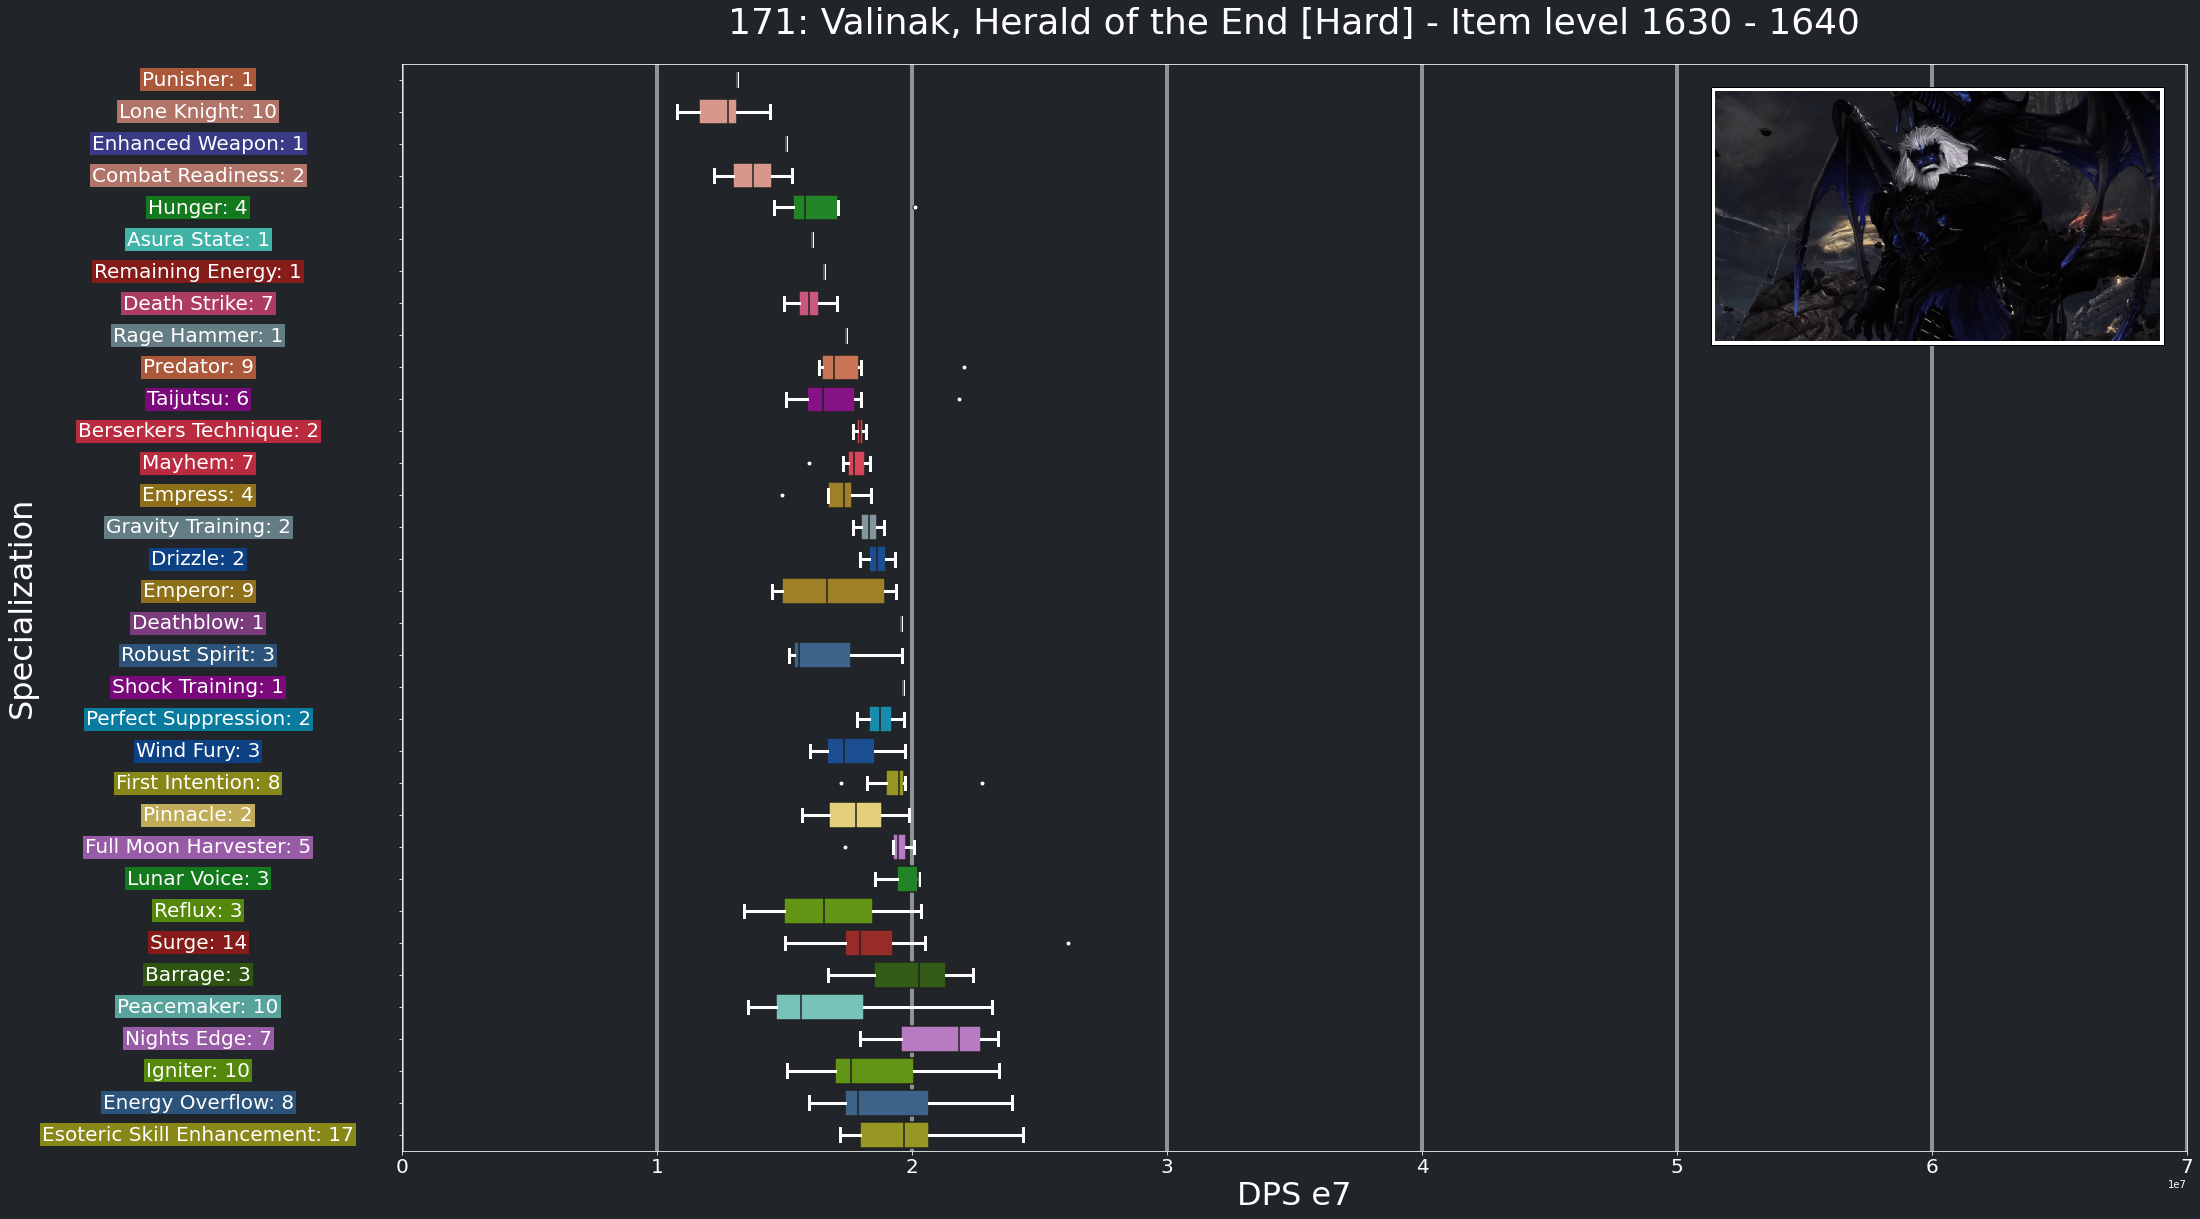 171: Valinak, Herald of the End [Hard] - Item level 1630 - 1640
Specialization
Punisher: 1
Lone Knight: 10
Enhanced Weapon: 1
Combat Readiness: 2
Hunger: 4
Asura State: 1
Remaining Energy: 1
Death Strike: 7
Rage Hammer: 1
Predator: 9
Taijutsu: 6
Berserkers Technique: 2
Mayhem: 7
Empress: 4
Gravity Training: 2
Drizzle: 2
Emperor: 9
Deathblow: 1
Robust Spirit: 3
Shock Training: 1
Perfect Suppression: 2
Wind Fury: 3
First Intention: 8
Pinnacle: 2
Full Moon Harvester: 5
Lunar Voice: 3
Reflux: 3
Surge: 14
Barrage: 3
Peacemaker: 10
Nights Edge: 7
Igniter: 10
Energy Overflow: 8
Esoteric Skill Enhancement: 17
0 1 2 3 4 5 6 7
1e7
DPS e7